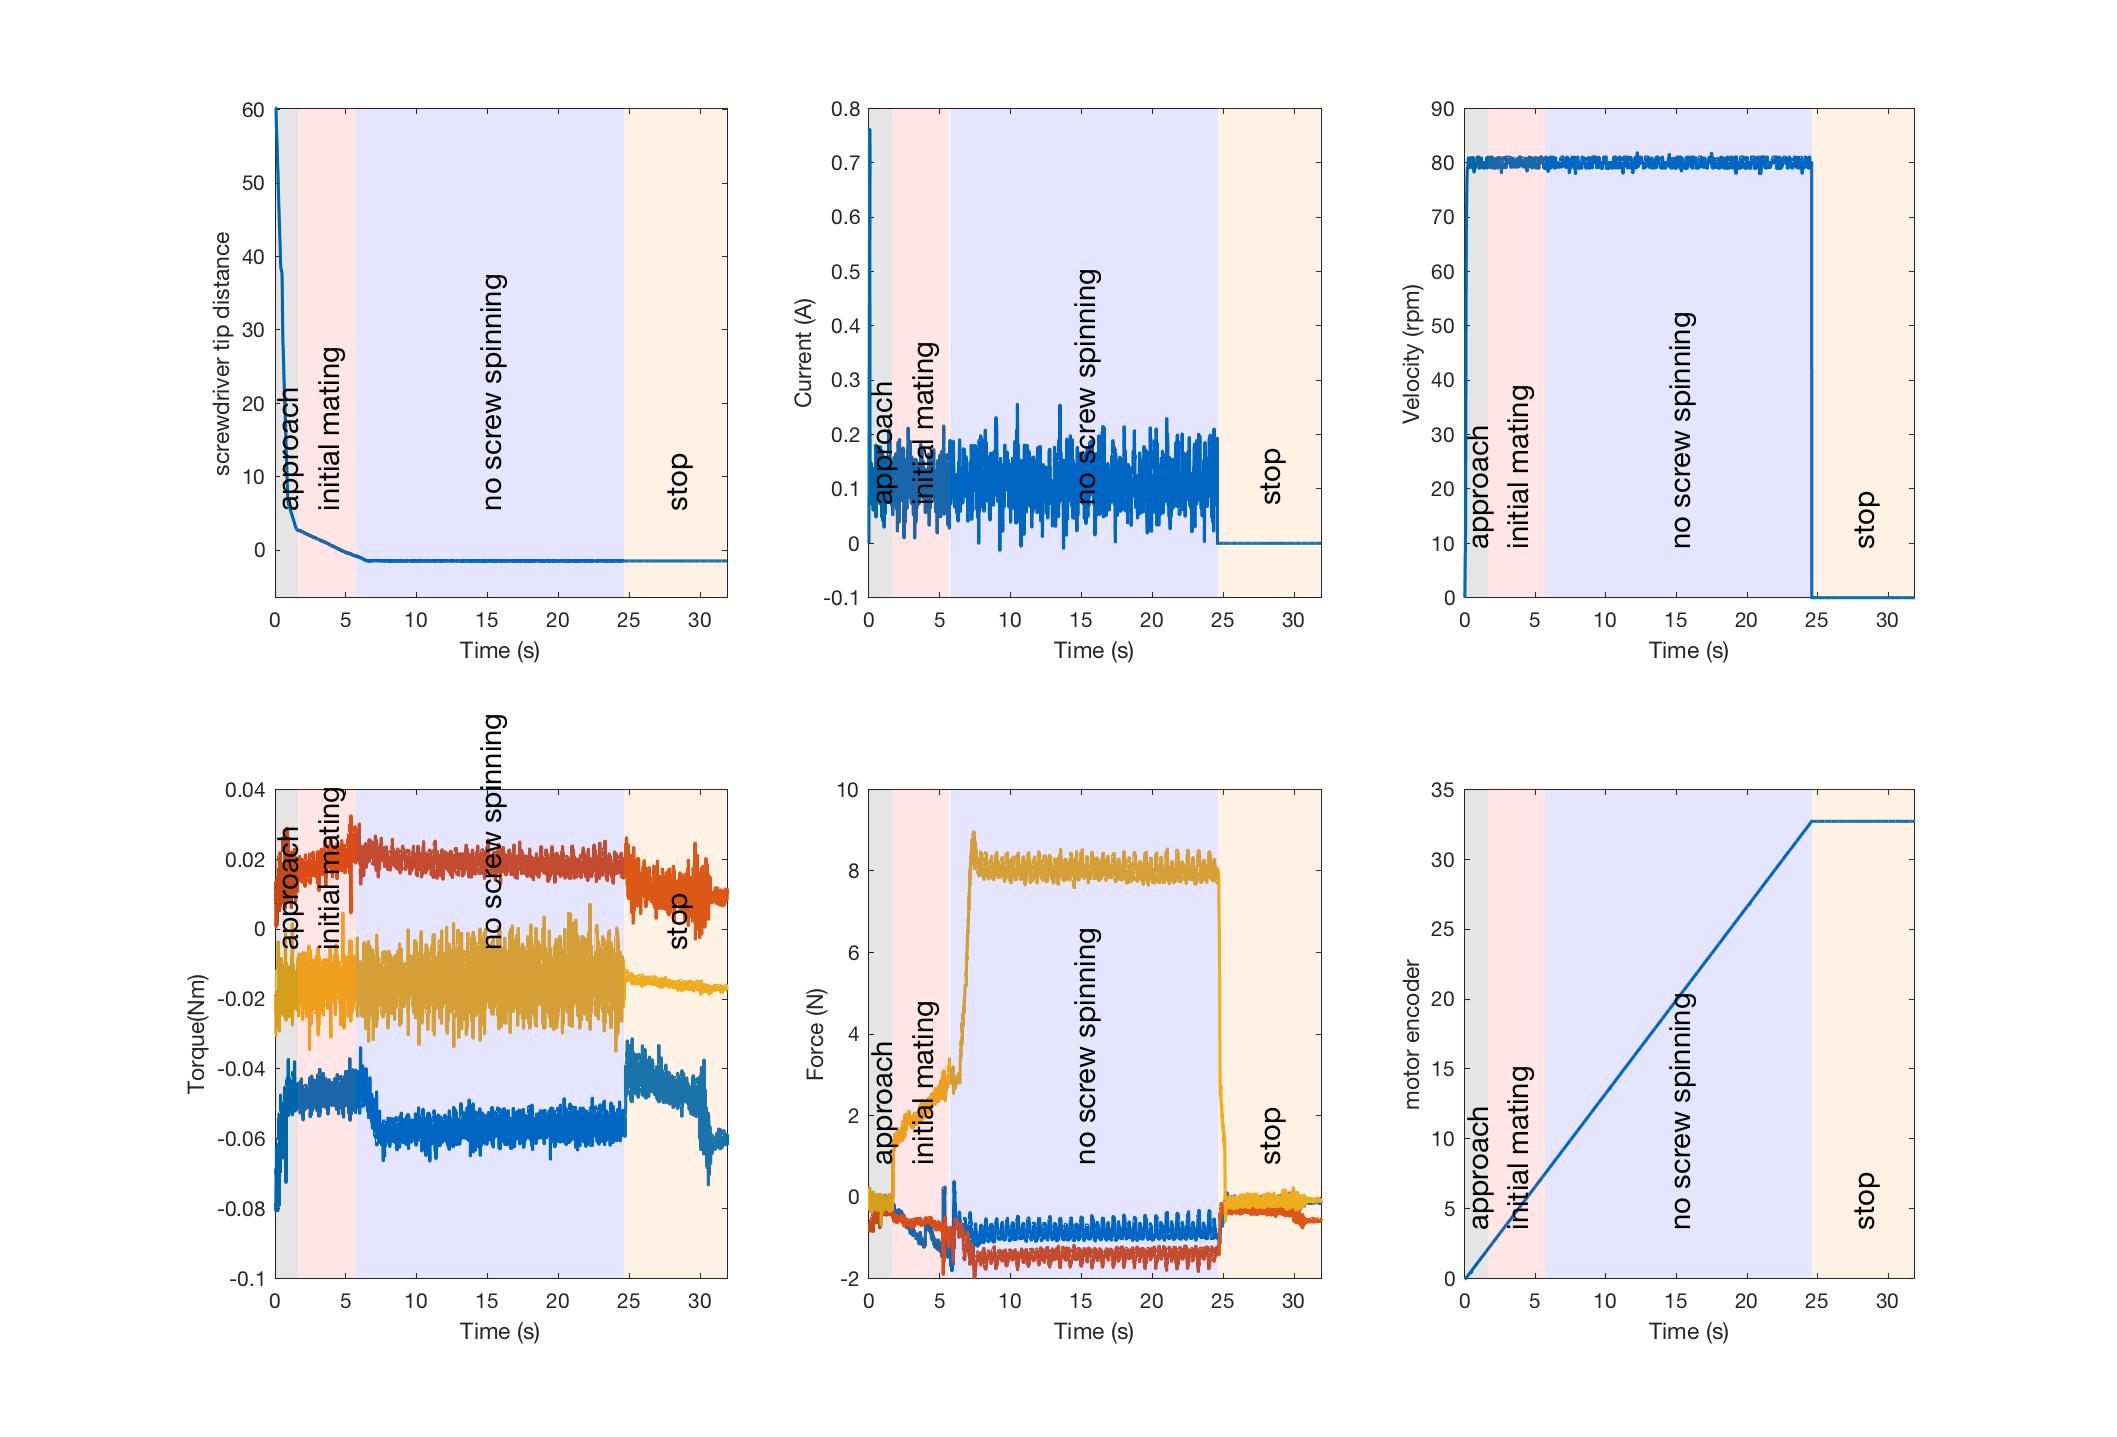 60
50
40
30
20
10
0
screwdriver tip distance
approach
initial mating
no screw spinning
stop
0 5 10 15 20 25 30
Time (s)
0.8
0.7
0.6
0.5
0.4
0.3
0.2
0.1
0
-0.1
Current (A)
approach
initial mating
no screw spinning
stop
0 5 10 15 20 25 30
Time (s)
90
80
70
60
50
40
30
20
10
0
Velocity (rpm)
approach
initial mating
no screw spinning
stop
0 5 10 15 20 25 30
Time (s)
0.04
0.02
0
-0.02
-0.04
-0.06
-0.08
-0.1
Torque(Nm)
approach
initial mating
no screw spinning
stop
0 5 10 15 20 25 30
Time (s)
10
8
6
4
2
0
-2
Force (N)
approach
initial mating
no screw spinning
stop
0 5 10 15 20 25 30
Time (s)
35
30
25
20
15
10
5
0
motor encoder
approach
initial mating
no screw spinning
stop
0 5 10 15 20 25 30
Time (s)